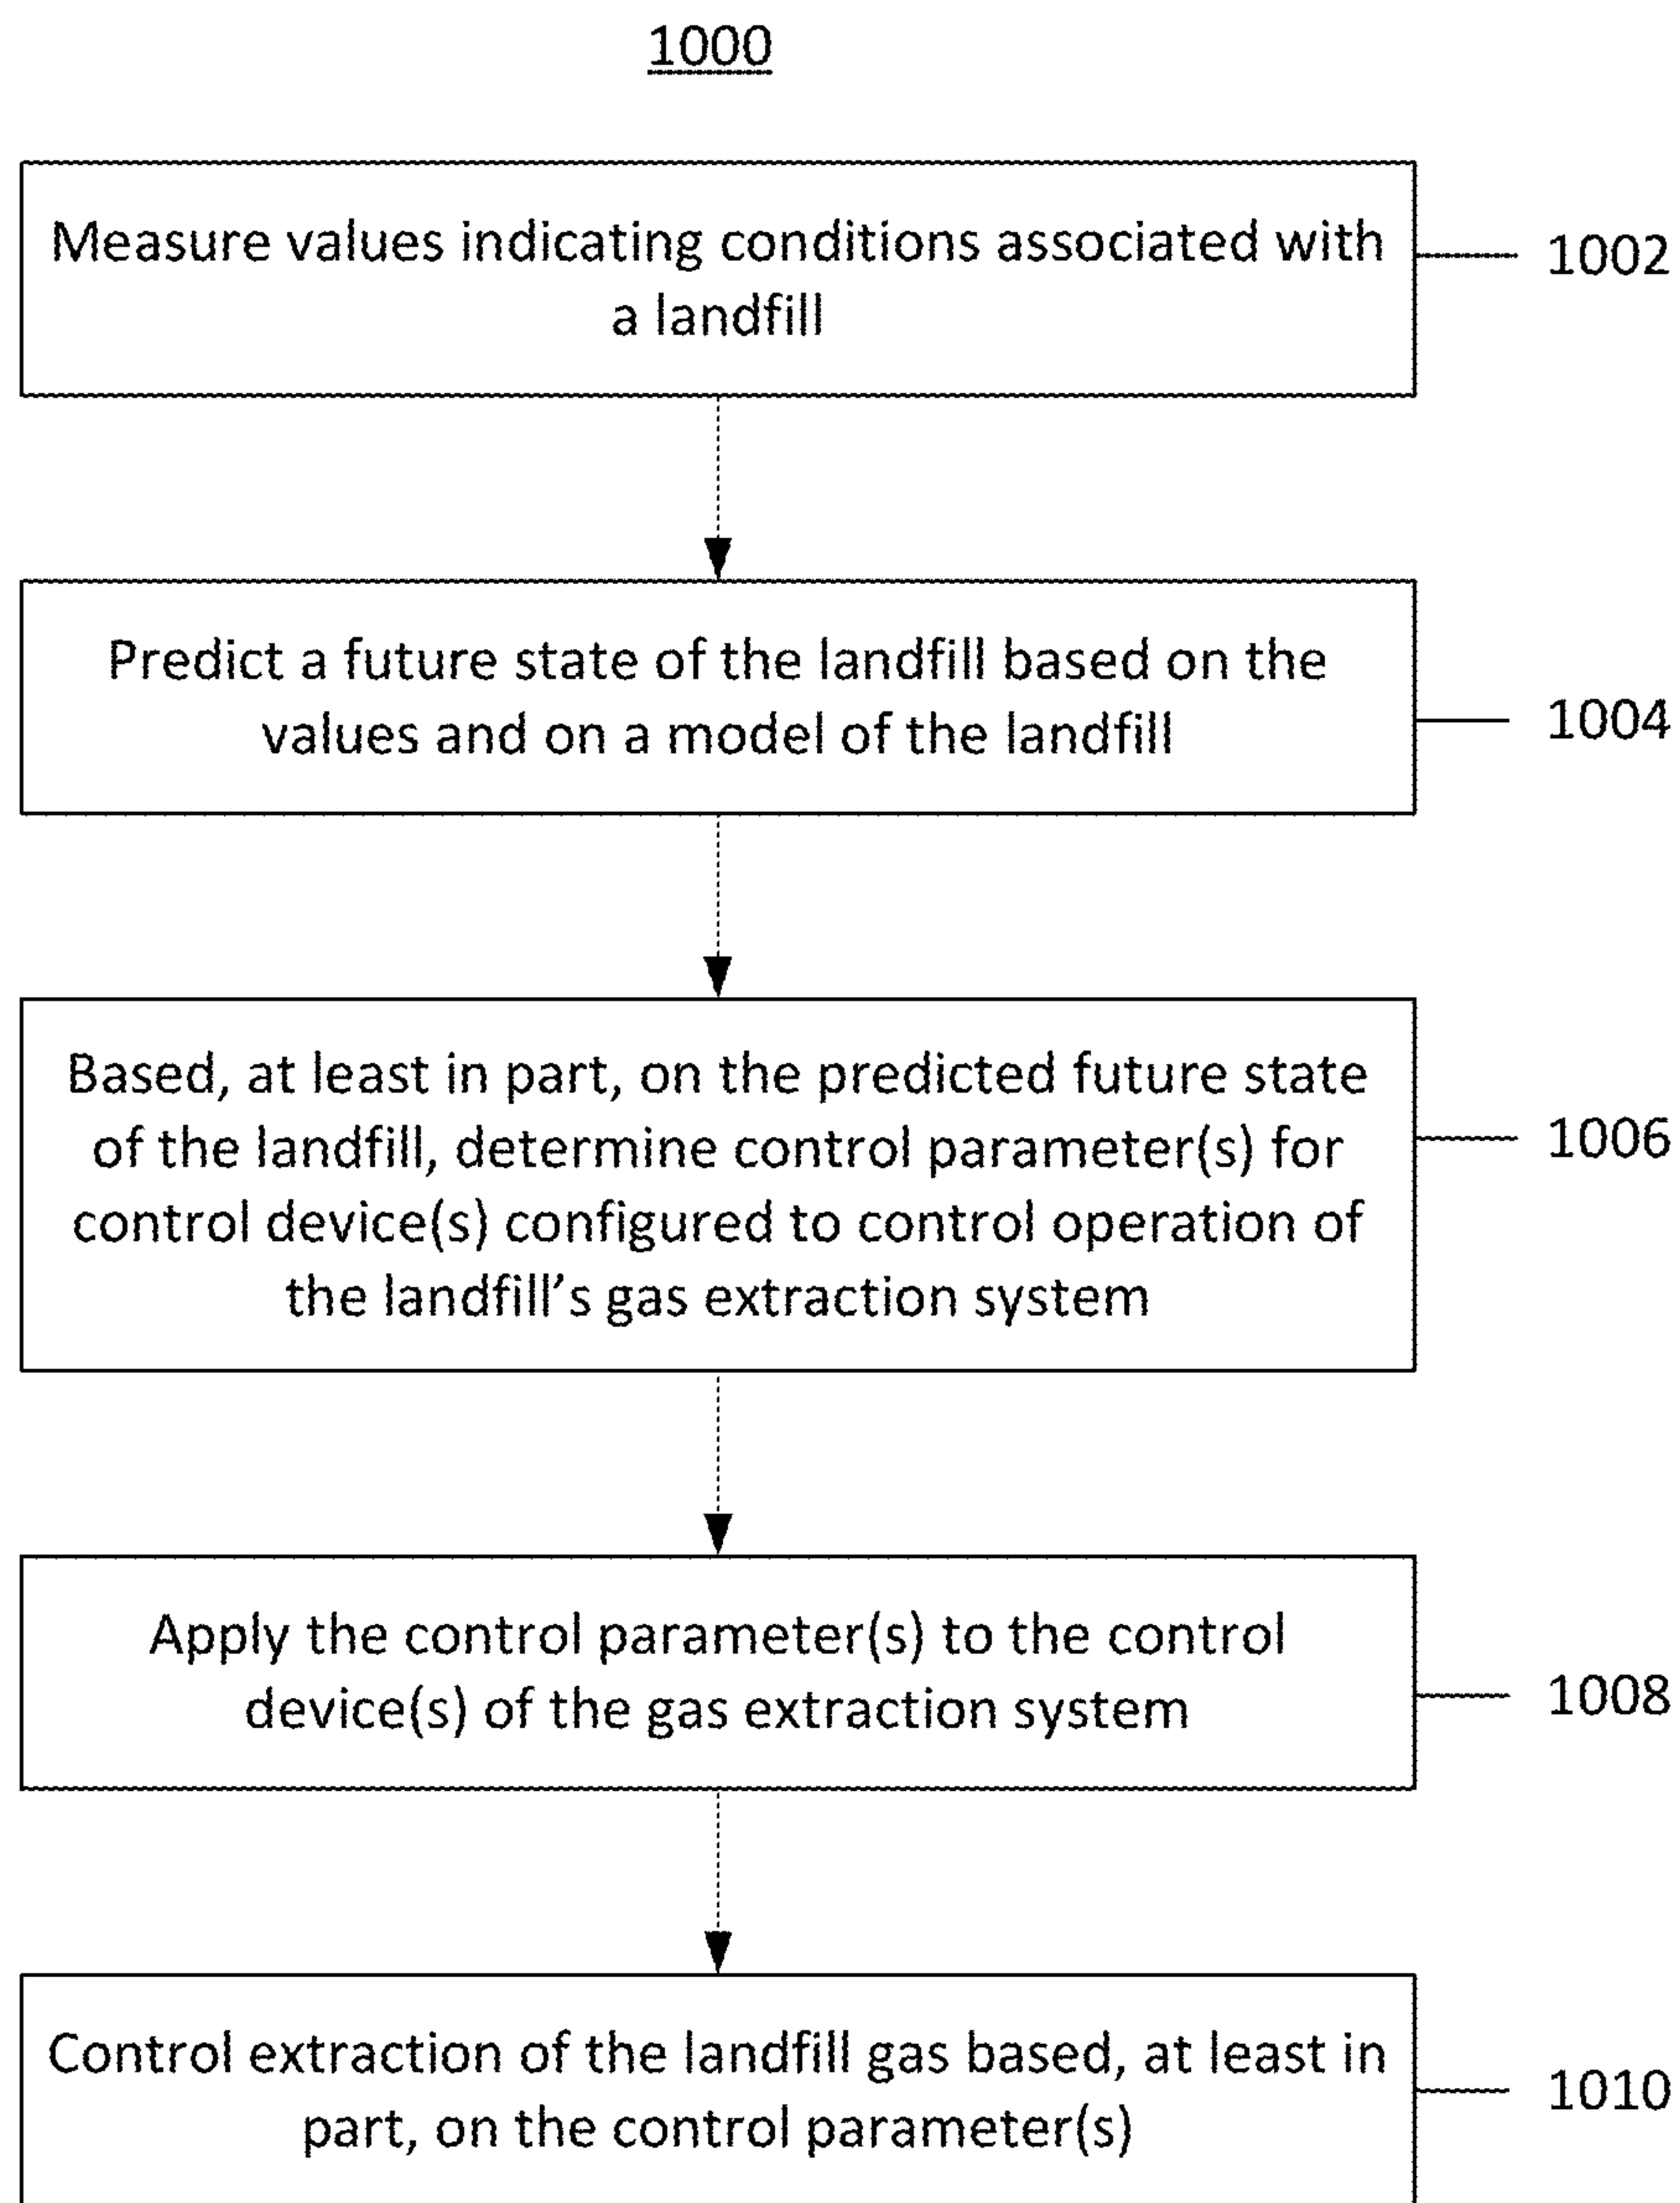 1000
Measure values indicating conditions associated with
a landfill
1002
Predict a future state of the landfill based on the
values and on a model of the landfill
1004
Based, at least in part, on the predicted future state
of the landfill, determine control parameter(s) for
control device(s) configured to control operation of
the landfill's gas extraction system
1006
Apply the control parameter(s) to the control
device(s) of the gas extraction system
1008
Control extraction of the landfill gas based, at least in
part, on the control parameter(s)
1010